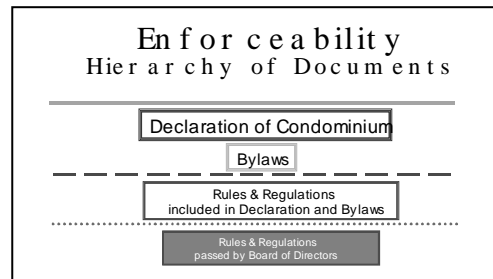 Enforceability
Hierarchy of Documents
Declaration of Condominium
Bylaws
Rules & Regulations
included in Declaration and Bylaws
Rules & Regulations
passed by Board of Directors